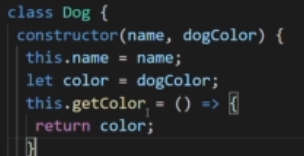 class Dog {
constructor(name, dogColor) {
this.name = name;
let color = dogColor;
this.getColor = () => {
return color;
}